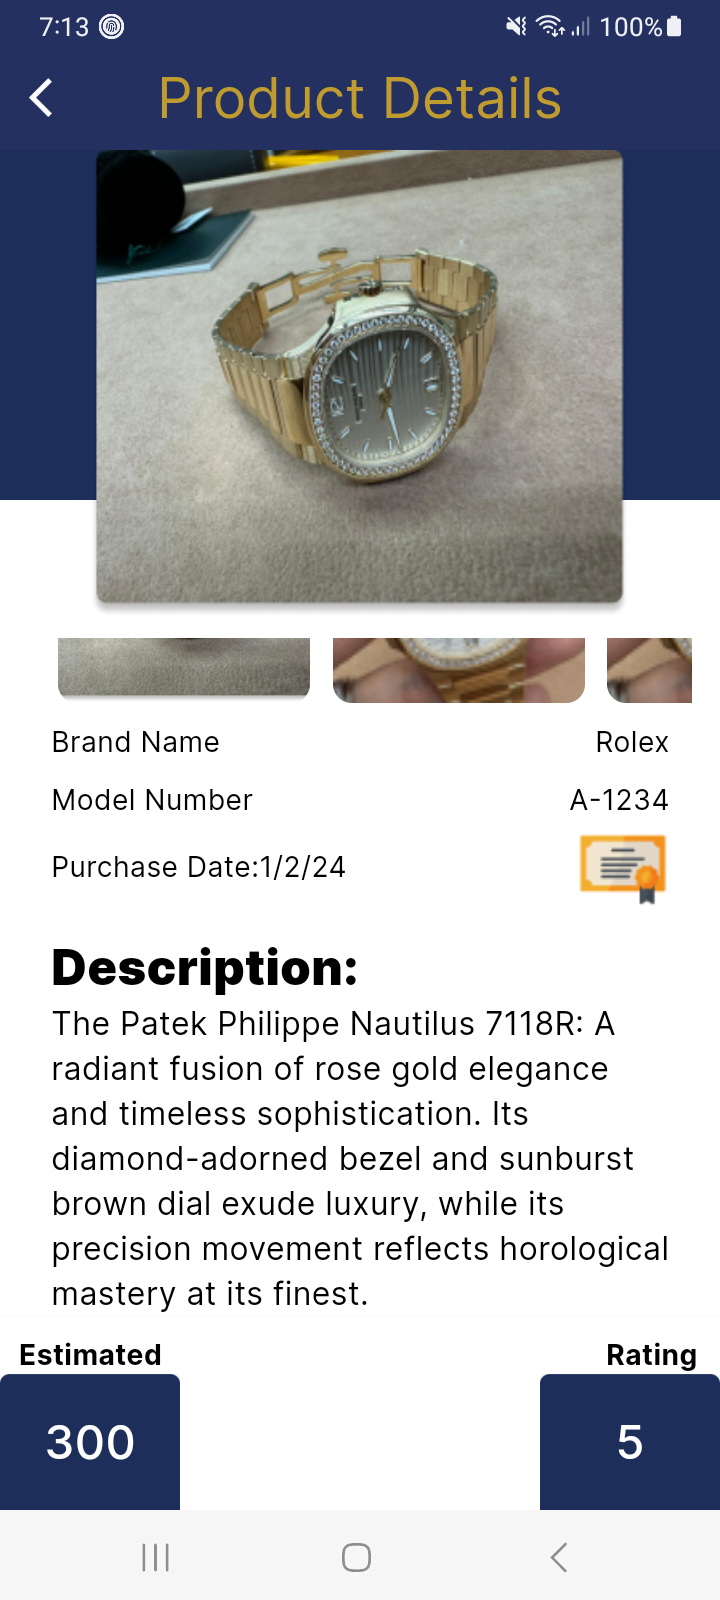 7:13
100%
Product Details
Brand Name Rolex
Model Number A-1234
Purchase Date:1/2/24
Description:
The Patek Philippe Nautilus 7118R: A
radiant fusion of rose gold elegance
and timeless sophistication. Its
diamond-adorned bezel and sunburst
brown dial exude luxury, while its
precision movement reflects horological
mastery at its finest.
Estimated Rating
300 5